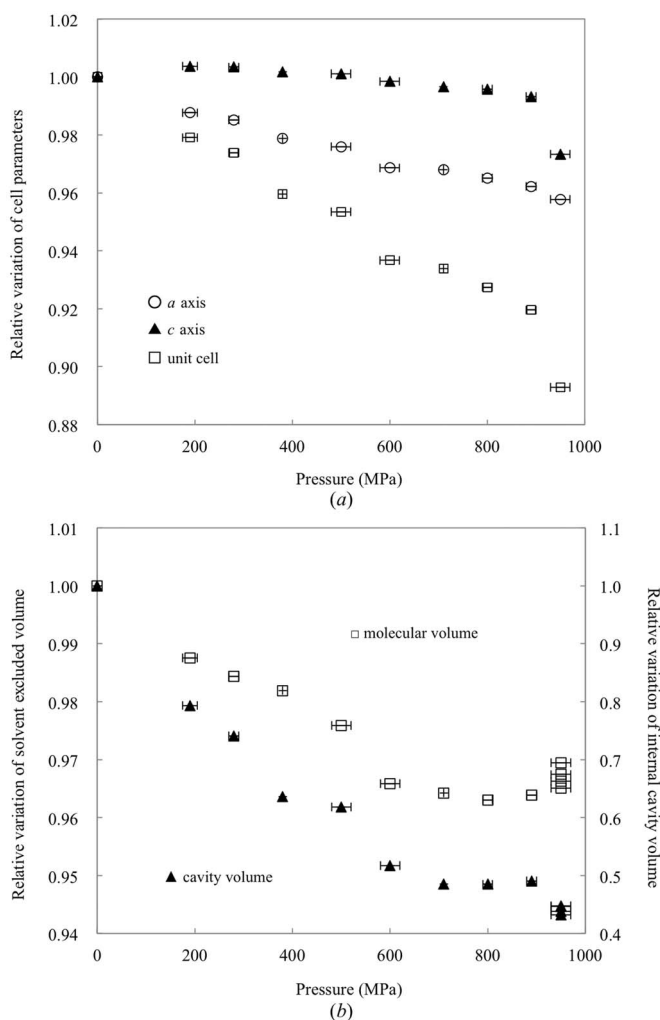 1.02
1.00
0.98
0.96
0.94
0.92
0.90
0.88
Relative variation of cell parameters
a axis
c axis
unit cell
0 200 400 600 800 1000
Pressure (MPa)
(a)
1.01
1.00
0.99
0.98
0.97
0.96
0.95
0.94
Relative variation of solvent excluded volume
molecular volume
cavity volume
1.1
1.0
0.9
0.8
0.7
0.6
0.5
0.4
Relative variation of internal
cavity volume
0 200 400 600 800 1000
Pressure (MPa)
(b)